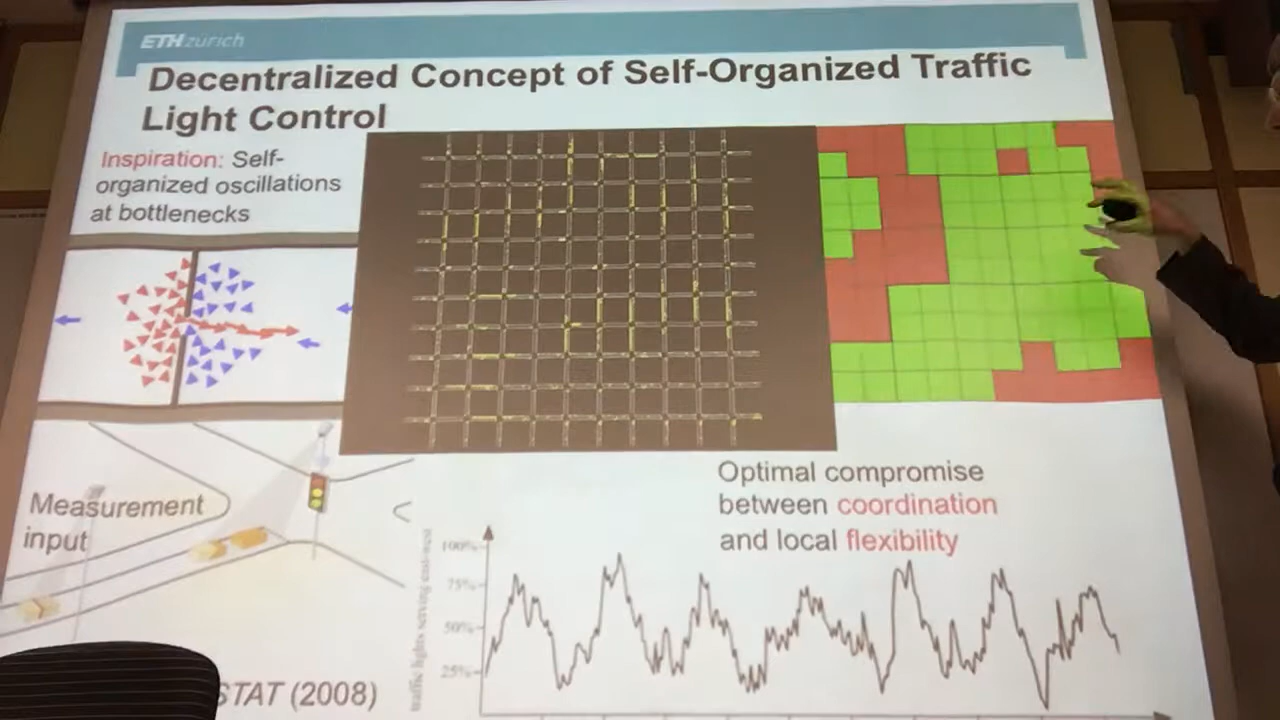 ETHzürich
Decentralized Concept of Self-Organized Traffic
Light Control
Inspiration: Self-
organized oscillations
at bottlenecks
Measurement
input
Optimal compromise
between coordination
and local flexibility
100%
75%
50%
25%
traffic lights serving east-west
STAT (2008)